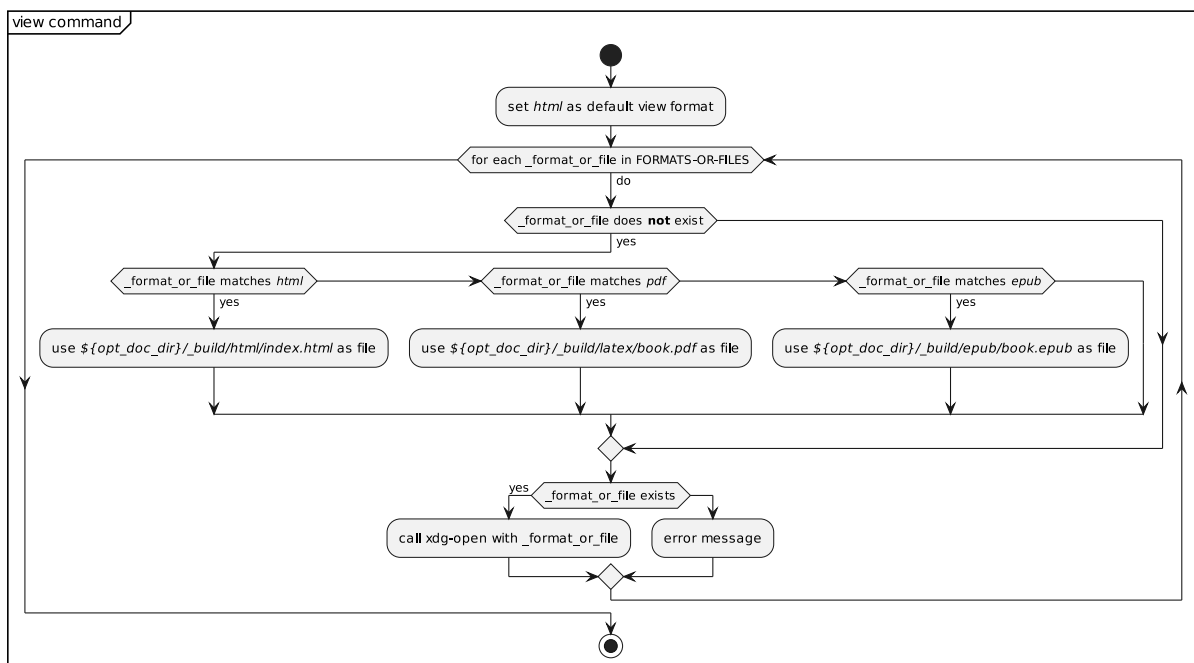 view command
set html as default view format
for each _format_or_file in FORMATS-OR-FILES
do
_format_or_file does not exist
yes
_format_or_file matches html
_format_or_file matches pdf
_format_or_file matches epub
yes
yes
yes
use ${opt_doc_dir}/_build/html/index.html as file
use ${opt_doc_dir}/_build/latex/book.pdf as file
use ${opt_doc_dir}/_build/epub/book.epub as file
yes
_format_or_file exists
call xdg-open with _format_or_file
error message